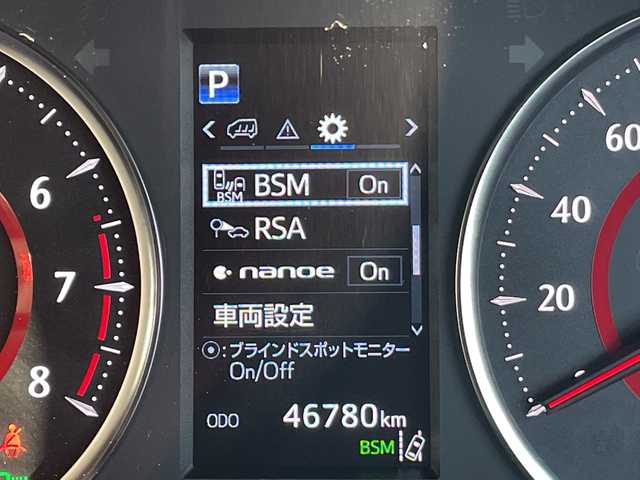 P
BSM
BSM On
RSA
nanoe On
車両設定
⦿:ブラインドスポットモニター
On/Off
ODO 46780km
BSM
6
7
8
60
40
20